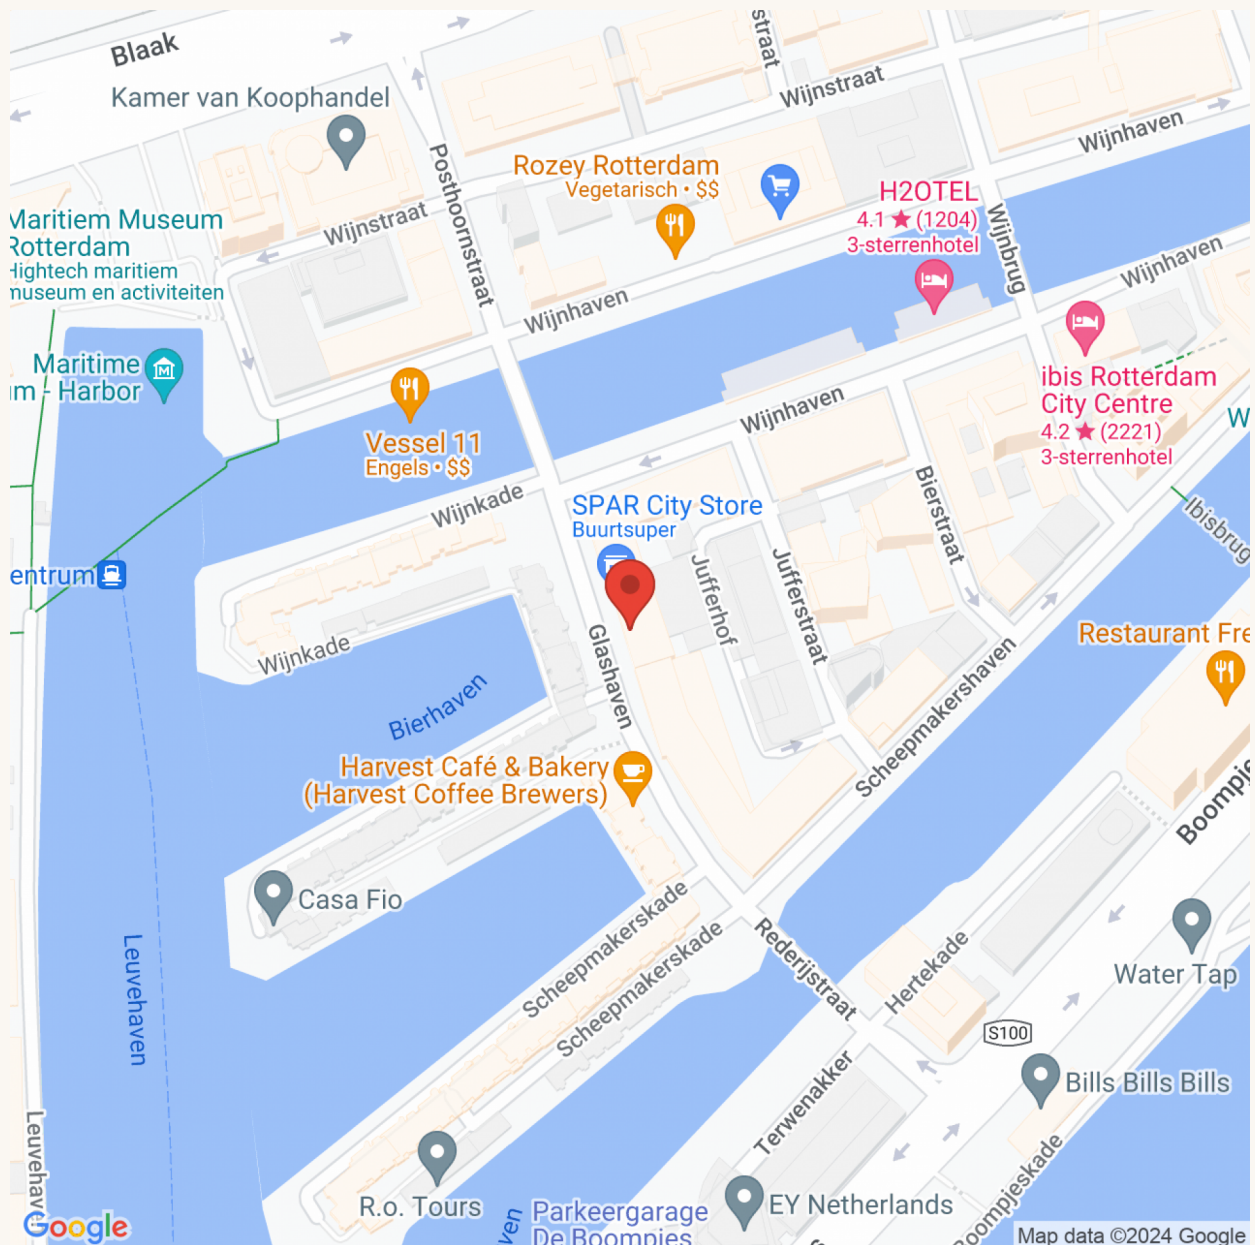 Blaak
straat
Kamer van Koophandel
Wijnstraat
Wijnhaven
Posthoornstraat
Rozey Rotterdam
Vegetarisch • $$
H2OTEL
4.1 ★ (1204)
3-sterrenhotel
Wijnbrug
Wijnstraat
Maritiem Museum
Rotterdam
Hightech maritiem
museum en activiteiten
Wijnhaven
Wijnhaven
Maritime
m - Harbor
Vessel 11
Engels • $$
ibis Rotterdam
City Centre
4.2 ★ (2221)
3-sterrenhotel
W
Wijnhaven
Wijnkade
SPAR City Store
Buurtsuper
Bierstraat
Ibisbrug
entrum
Jufferhof
Jufferstraat
Glashaven
Wijnkade
Bierhaven
Restaurant Fre
Scheepmakershaven
Harvest Café & Bakery
(Harvest Coffee Brewers)
Boompje
Casa Fio
Scheepmakerskade
Scheepmakerskade
Rederijstraat
Hertekade
Water Tap
Leuvehaven
S100
Bills Bills Bills
Terwenakker
Leuvehav
R.o. Tours
EY Netherlands
Boompjeskade
Parkeergarage
De Boompjes
ven
Google
Map data ©2024 Google